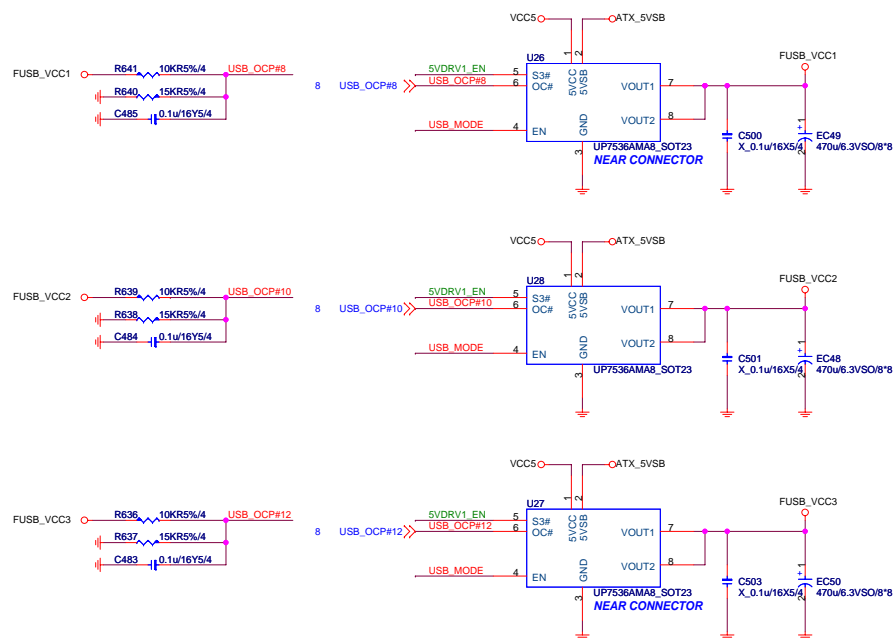 VCC5
ATX_5VSB
FUSB_VCC1
R641
10KR5%/4
USB_OCP#8
R640
15KR5%/4
C485
0.1u/16Y5/4
8
USB_OCP#8
5VDRV1_EN
USB_OCP#8
USB_MODE
5
6
4
U26
1
2
S3#
OC#
EN
5VCC
5VSB
GND
3
VOUT1
VOUT2
7
8
UP7536AMA8_SOT23
NEAR CONNECTOR
FUSB_VCC1
C500
X_0.1u/16X5/4
+
1
2
EC49
470u/6.3VSO/8*8
VCC5
ATX_5VSB
FUSB_VCC2
R639
10KR5%/4
USB_OCP#10
R638
15KR5%/4
C484
0.1u/16Y5/4
8
USB_OCP#10
5VDRV1_EN
USB_OCP#10
USB_MODE
5
6
4
U28
1
2
S3#
OC#
EN
5VCC
5VSB
GND
3
VOUT1
VOUT2
7
8
UP7536AMA8_SOT23
FUSB_VCC2
C501
X_0.1u/16X5/4
+
1
2
EC48
470u/6.3VSO/8*8
VCC5
ATX_5VSB
FUSB_VCC3
R636
10KR5%/4
USB_OCP#12
R637
15KR5%/4
C483
0.1u/16Y5/4
8
USB_OCP#12
5VDRV1_EN
USB_OCP#12
USB_MODE
5
6
4
U27
1
2
S3#
OC#
EN
5VCC
5VSB
GND
3
VOUT1
VOUT2
7
8
UP7536AMA8_SOT23
NEAR CONNECTOR
FUSB_VCC3
C503
X_0.1u/16X5/4
+
1
2
EC50
470u/6.3VSO/8*8